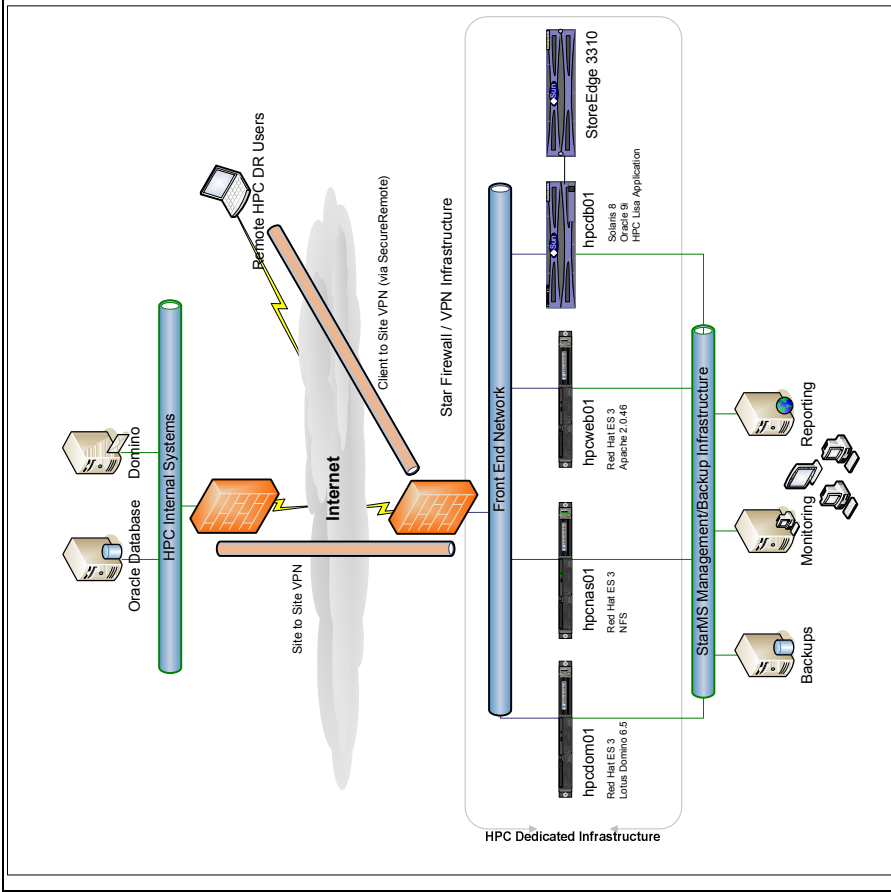 Oracle Database
Domino
HPC Internal Systems
Remote HPC DR Users
Site to Site VPN
Internet
Client to Site VPN (via SecureRemote)
Star Firewall / VPN Infrastructure
Front End Network
hpcdom01
Red Hat ES 3
Lotus Domino 6.5
hpcnas01
Red Hat ES 3
NFS
hpcweb01
Red Hat ES 3
Apache 2.0.46
Sun
hpcdb01
Solaris 8
Oracle 9i
HPC Lisa Application
Sun
StoreEdge 3310
HPC Dedicated Infrastructure
StarMS Management/Backup Infrastructure
Backups
Monitoring
Reporting